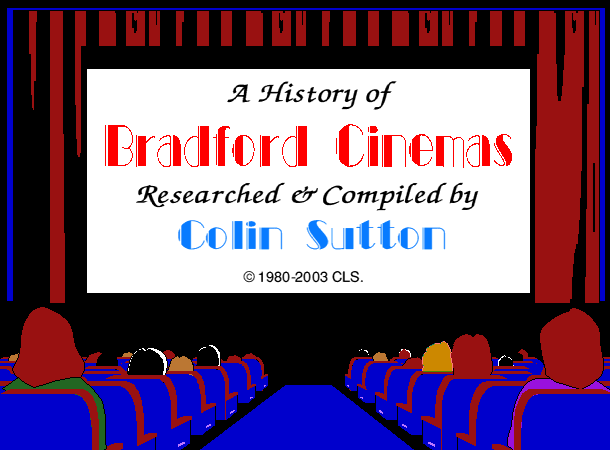 A History of
Bradford Cinemas
Researched & Compiled by
Colin Sutton
© 1980-2003 CLS.